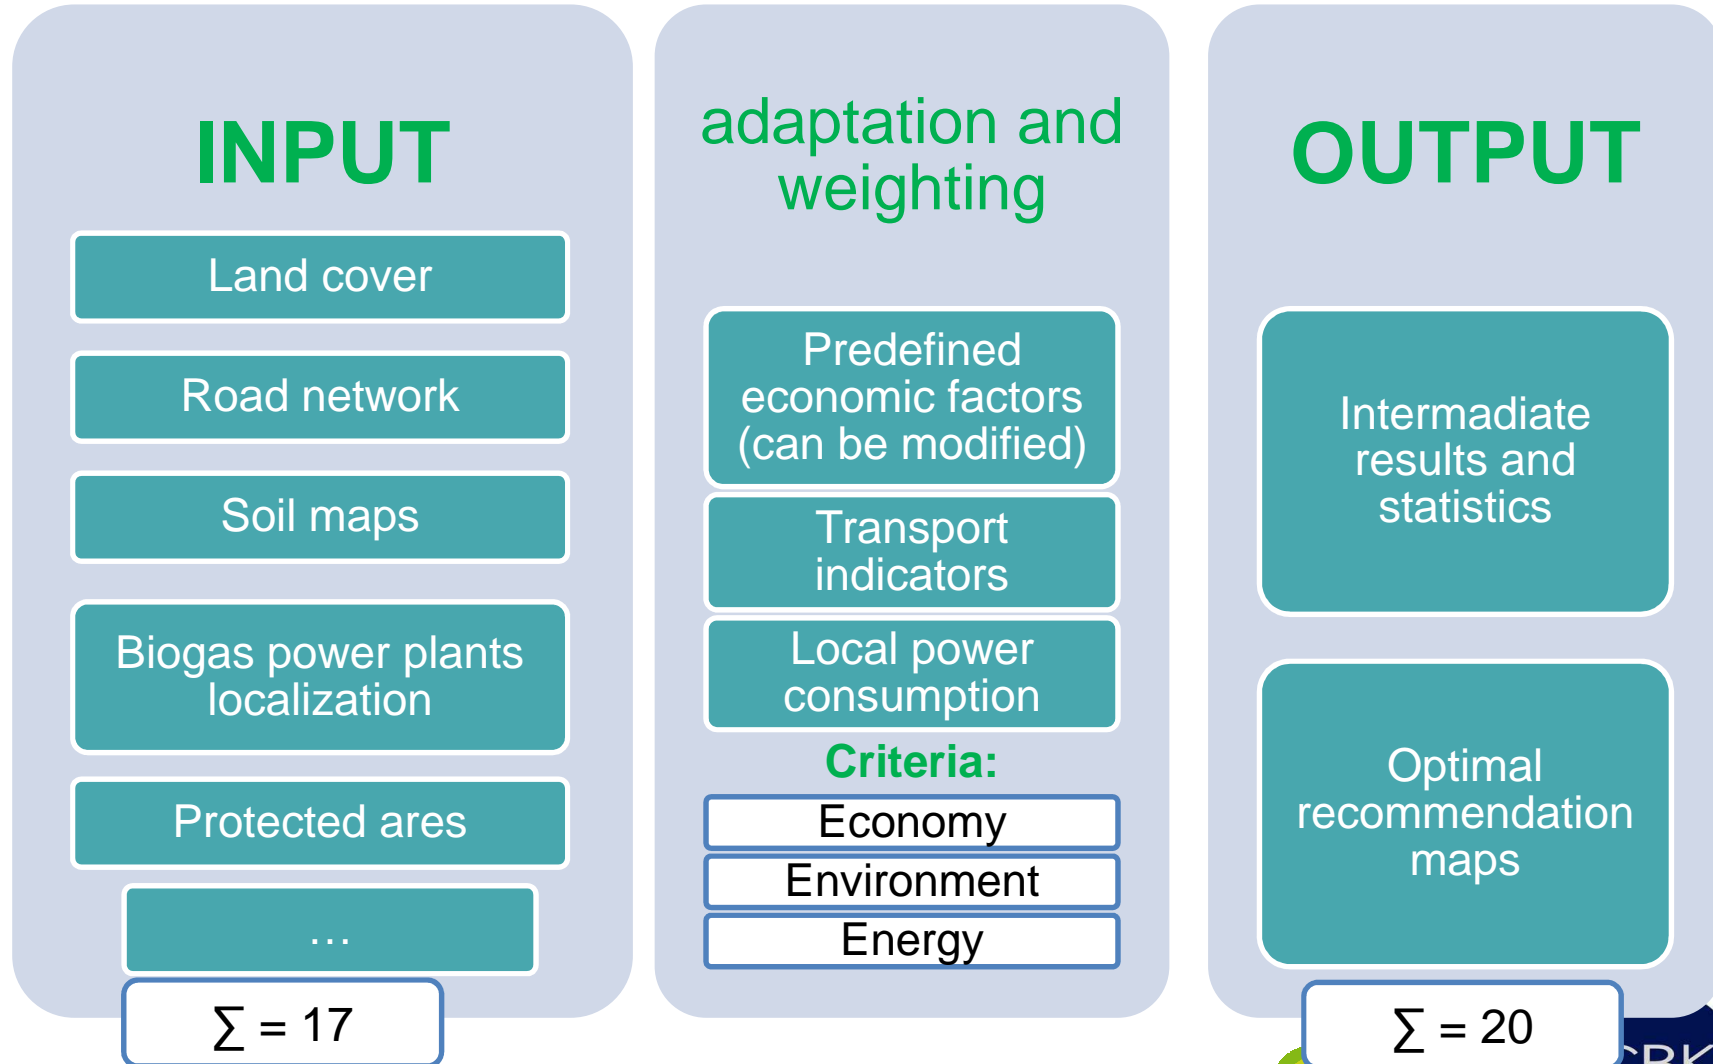 INPUT
Land cover
Road network
Soil maps
Biogas power plants
localization
Protected ares
...
∑ = 17
adaptation and
weighting
Predefined
economic factors
(can be modified)
Transport
indicators
Local power
consumption
Criteria:
Economy
Environment
Energy
OUTPUT
Intermadiate
results and
statistics
Optimal
recommendation
maps
∑ = 20